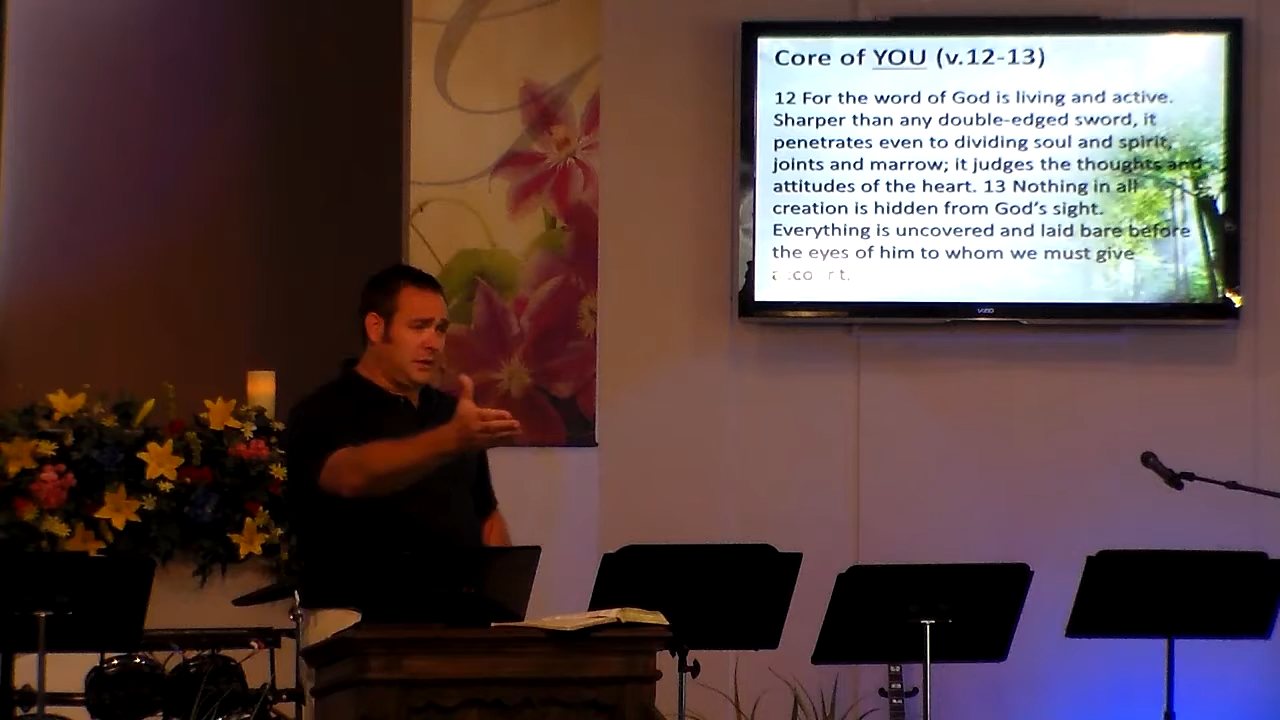 Core of YOU (v.12-13)
12 For the word of God is living and active.
Sharper than any double-edged sword, it
penetrates even to dividing soul and spirit,
joints and marrow; it judges the thoughts and
attitudes of the heart. 13 Nothing in all
creation is hidden from God's sight.
Everything is uncovered and laid bare before
the eyes of him to whom we must give
VIZIO